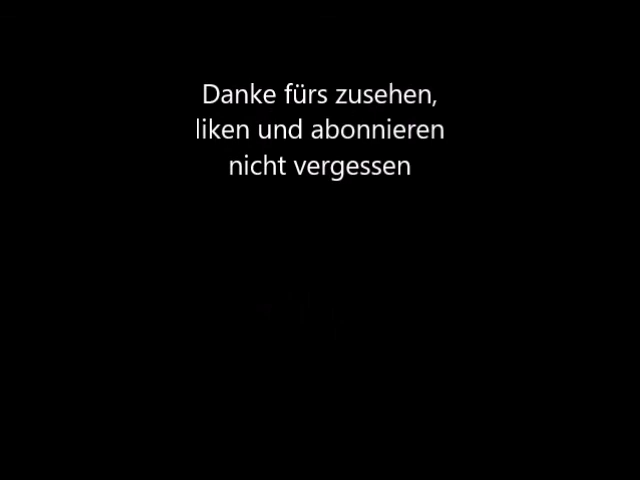 Danke fürs zusehen,
liken und abonnieren
nicht vergessen